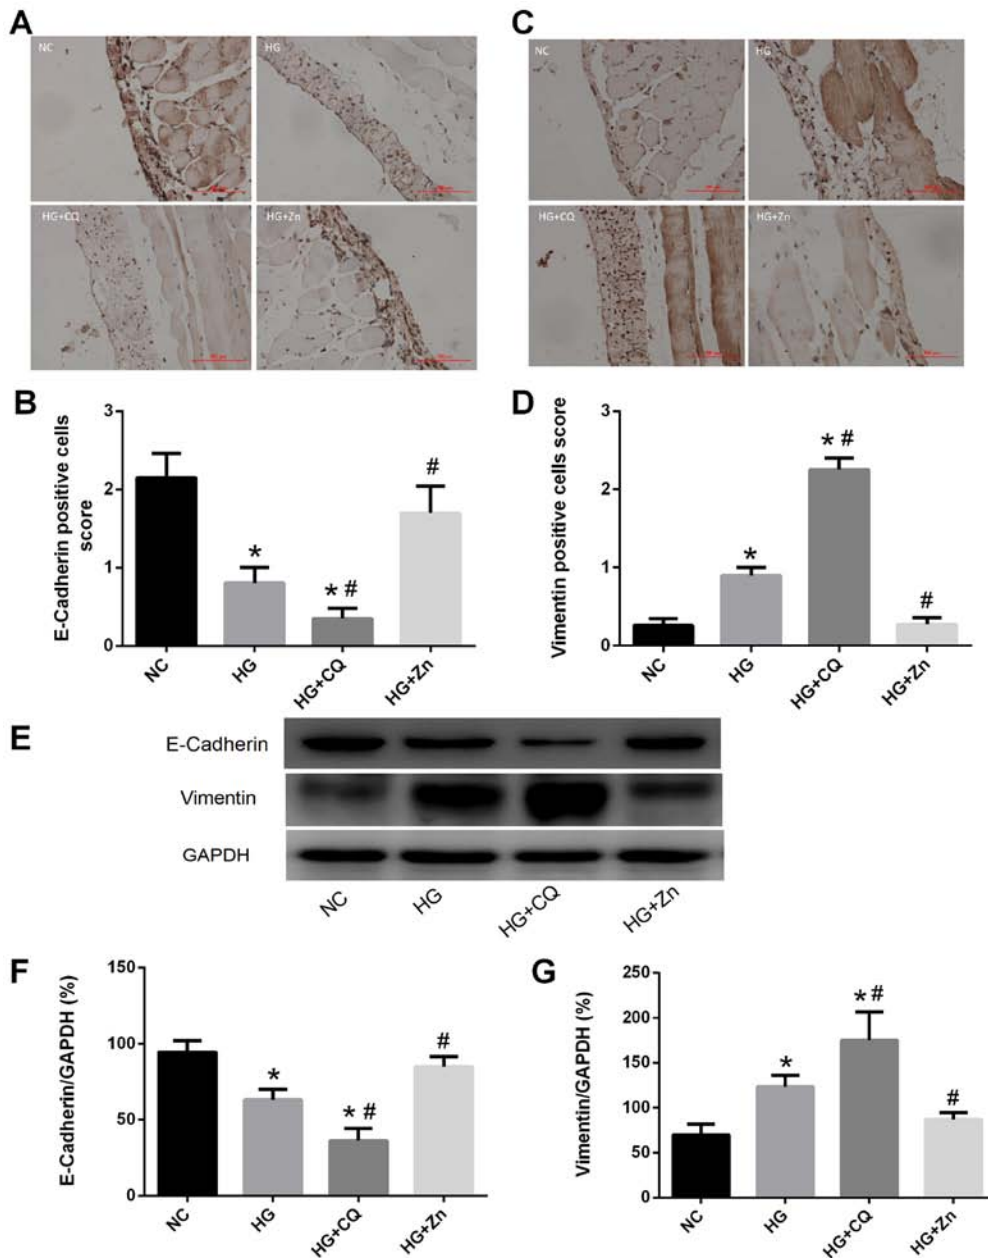 A
C
NC
HG
NC
HG
HG+CQ
HG+Zn
HG+CQ
HG+Zn
B
D
E-Cadherin positive cells
score
3
2
1
0
*
* #
#
NC
HG
HG+CQ
HG+Zn
Vimentin positive cells score
3
2
1
0
*
* #
#
NC
HG
HG+CQ
HG+Zn
E
E-Cadherin
Vimentin
GAPDH
NC
HG
HG+CQ
HG+Zn
F
G
E-Cadherin/GAPDH (%)
150
100
50
0
*
* #
#
NC
HG
HG+CQ
HG+Zn
Vimentin/GAPDH (%)
250
200
150
100
50
0
*
* #
#
NC
HG
HG+CQ
HG+Zn